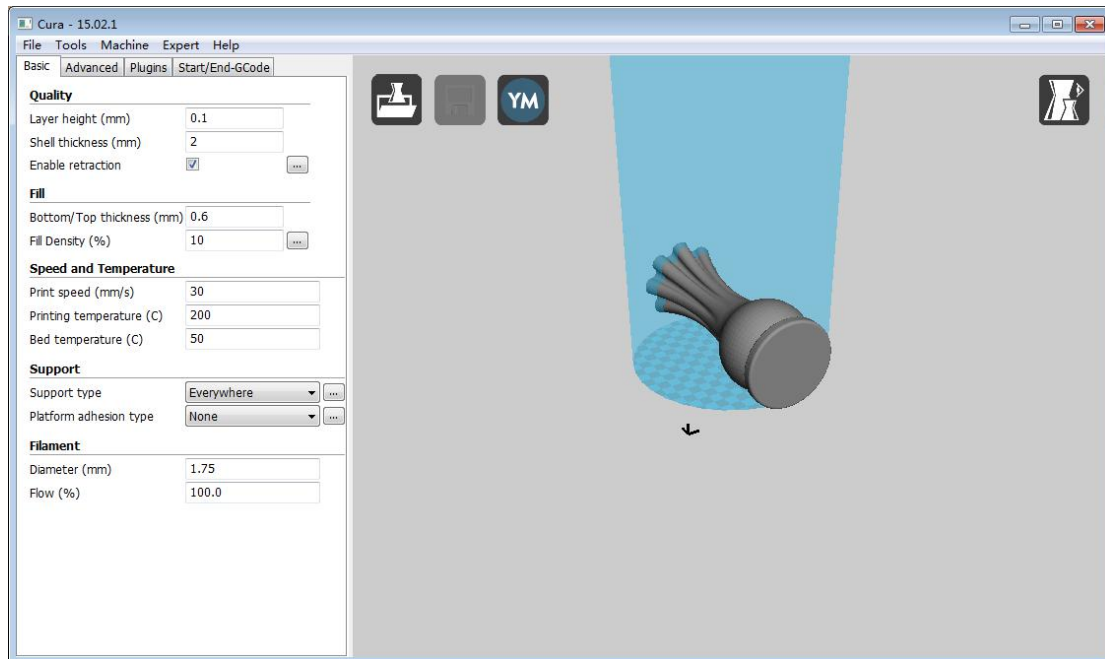 Cura - 15.02.1
File Tools Machine Expert Help
Basic Advanced Plugins Start/End-GCode
Quality
Layer height (mm) 0.1
Shell thickness (mm) 2
Enable retraction ...
Fill
Bottom/Top thickness (mm) 0.6
Fill Density (%) 10 ...
Speed and Temperature
Print speed (mm/s) 30
Printing temperature (C) 200
Bed temperature (C) 50
Support
Support type Everywhere ...
Platform adhesion type None ...
Filament
Diameter (mm) 1.75
Flow (%) 100.0
YM